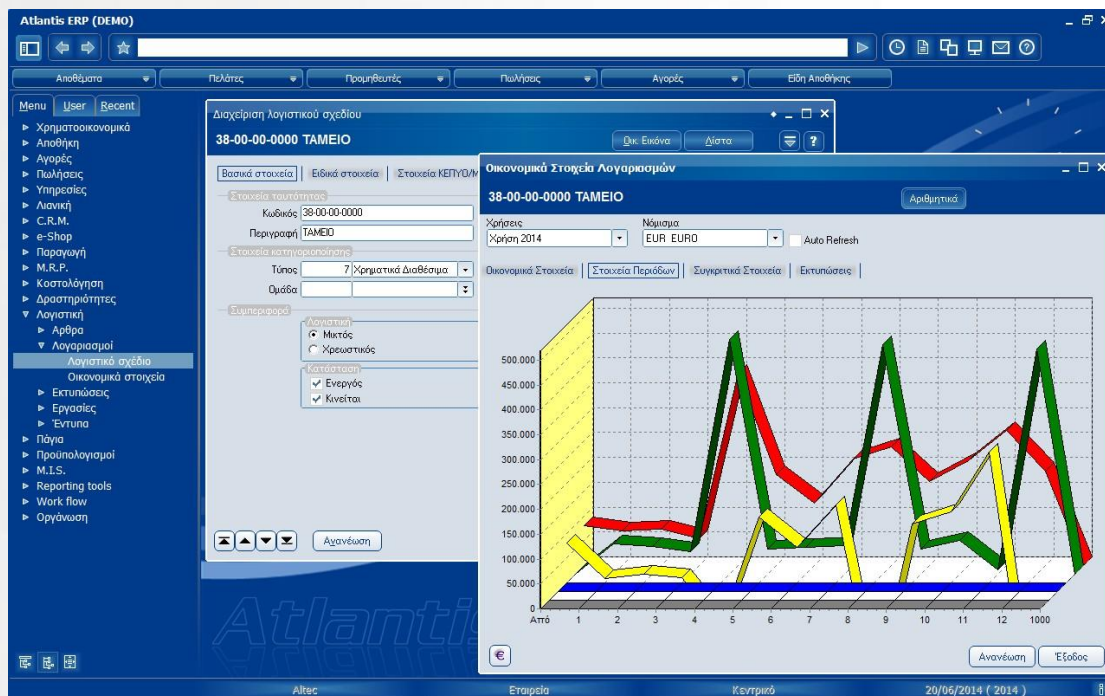 Atlantis ERP (DEMO)
Αποθέματα
Πελάτες
Προμηθευτές
Πωλήσεις
Αγορές
Είδη Αποθήκης
Menu
User
Recent
Χρηματοοικονομικά
Αποθήκη
Αγορές
Πωλήσεις
Υπηρεσίες
Λιανική
C.R.M.
e-Shop
Παραγωγή
M.R.P.
Κοστολόγηση
Δραστηριότητες
Λογιστική
Αρθρα
Λογαριασμοί
Λογιστικό σχέδιο
Οικονομικά στοιχεία
Εκτυπώσεις
Εργασίες
Έντυπα
Πάγια
Προϋπολογισμοί
M.I.S.
Reporting tools
Work flow
Οργάνωση
Διαχείριση λογιστικού σχεδίου
38-00-00-0000 ΤΑΜΕΙΟ
Οικ. Εικόνα
Λίστα
Βασικά στοιχεία
Ειδικά στοιχεία
Στοιχεία ΚΕΠΥΟ/Μ
Στοιχεία ταυτότητας
Κωδικός 38-00-00-0000
Περιγραφή ΤΑΜΕΙΟ
Στοιχεία κατηγοριοποίησης
Τύπος 7 Χρηματικά Διαθέσιμα
Ομάδα
Συμπεριφορά
Λογιστική
Μικτός
Χρεωστικός
Κατάσταση
Ενεργός
Κινείται
Ανανέωση
Οικονομικά Στοιχεία Λογαριασμών
38-00-00-0000 ΤΑΜΕΙΟ
Αριθμητικά
Χρήσεις
Νόμισμα
Χρήση 2014
EUR EURO
Auto Refresh
Οικονομικά Στοιχεία
Στοιχεία Περιόδων
Συγκριτικά Στοιχεία
Εκτυπώσεις
500.000
450.000
400.000
350.000
300.000
250.000
200.000
150.000
100.000
50.000
0
Από 1 2 3 4 5 6 7 8 9 10 11 12 1000
€
Ανανέωση
Έξοδος
Atlantis
Altec
Εταιρεία
Κεντρικό
20/06/2014 ( 2014 )